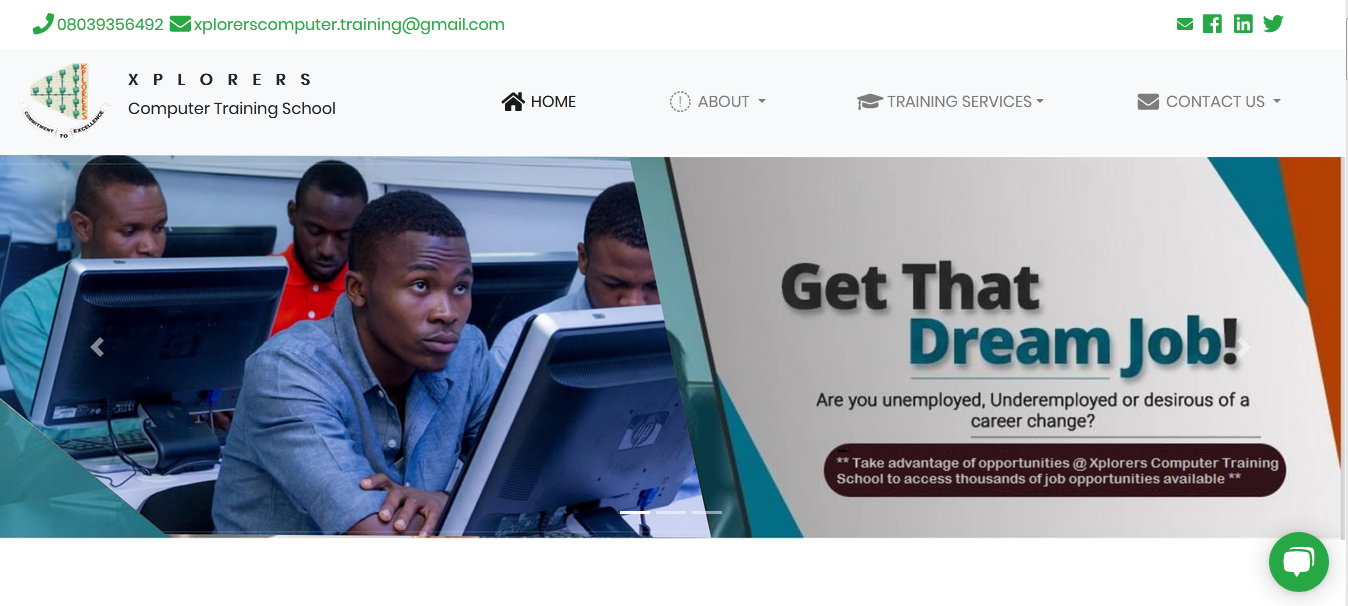 08039356492 xplorerscomputer.training@gmail.com
XPLORERS
COMMITMENT TO EXCELLENCE
X P L O R E R S
Computer Training School
HOME
ABOUT
TRAINING SERVICES
CONTACT US
Get That
Dream Job!
Are you unemployed, Underemployed or desirous of a
career change?
** Take advantage of opportunities @ Xplorers Computer Training
School to access thousands of job opportunities available **
hp